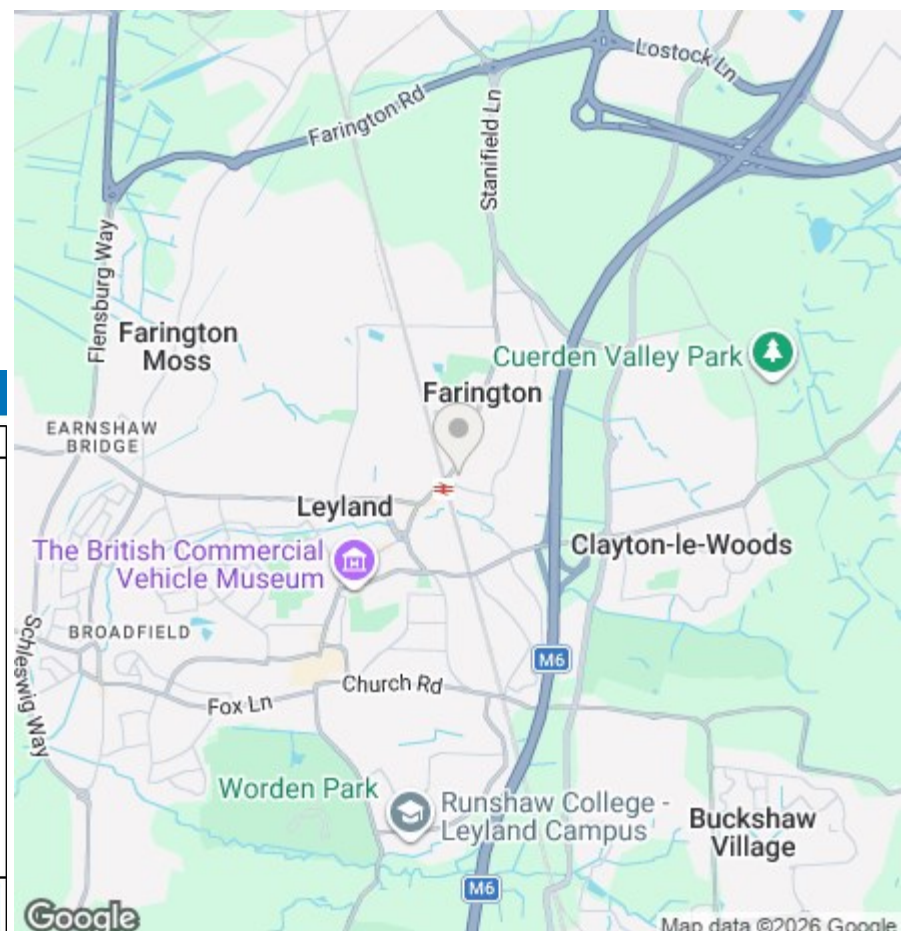 Lostock Ln
Farington Rd
Stanifield Ln
Flensburg Way
Farington
Moss
Cuerden Valley Park
Farington
EARNSHAW
BRIDGE
Leyland
The British Commercial
Vehicle Museum
Clayton-le-Woods
BROADFIELD
Schleswig Way
M6
Church Rd
Fox Ln
Worden Park
Runshaw College -
Leyland Campus
Buckshaw
Village
M6
Google
Map data ©2026 Google